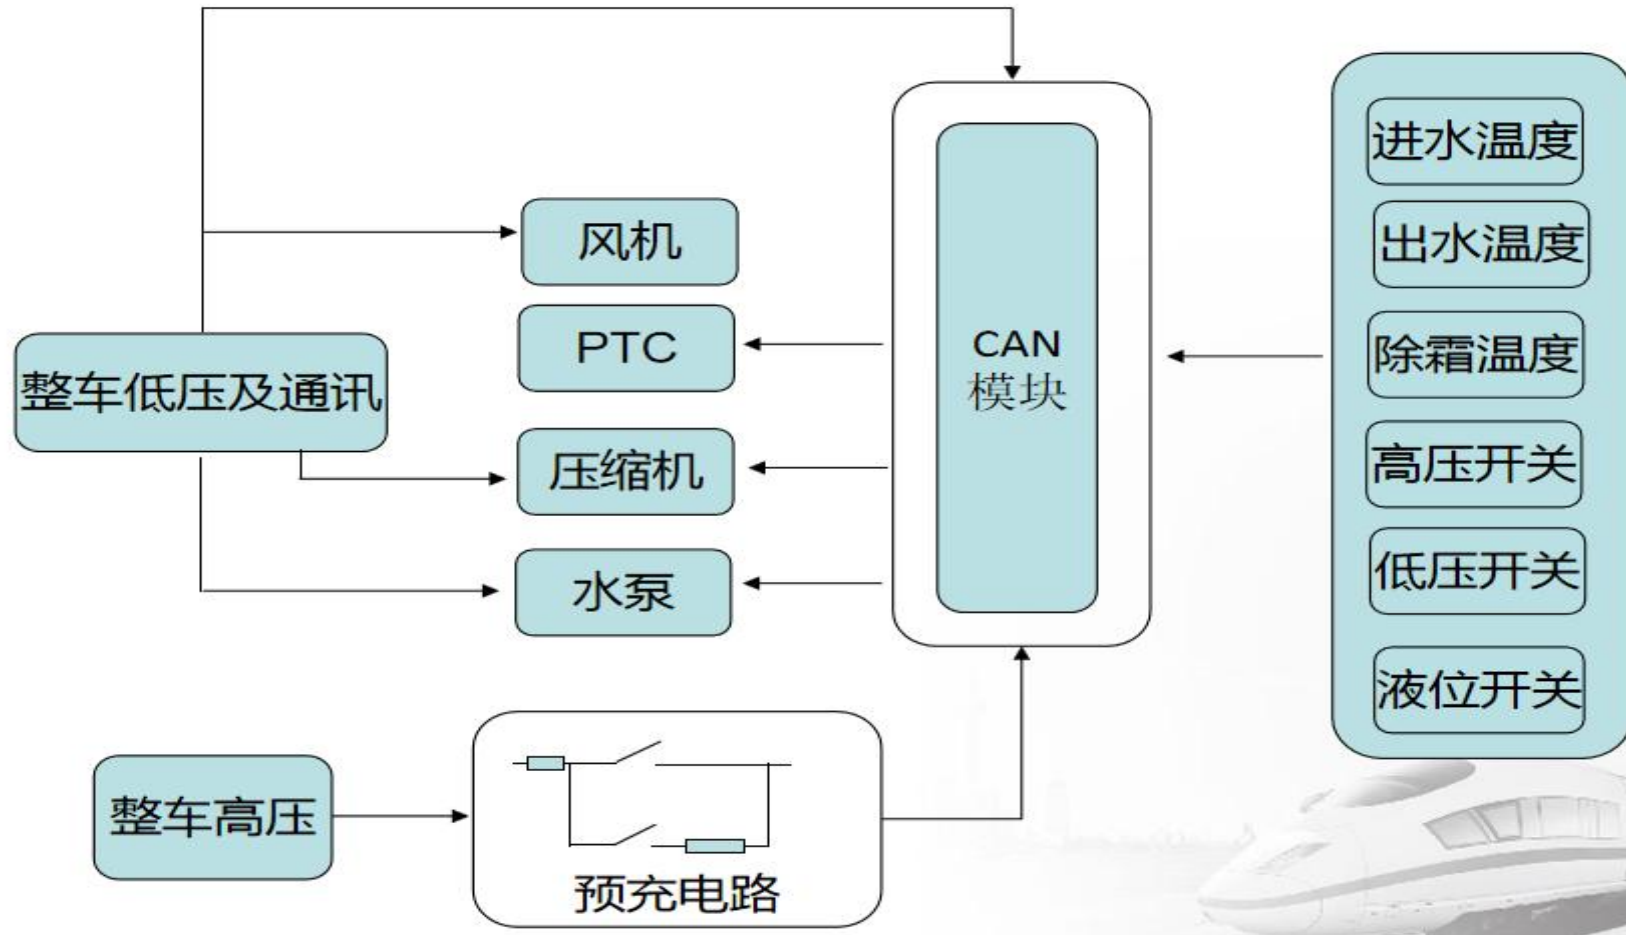 风机
PTC
整车低压及通讯
压缩机
水泵
CAN
模块
进水温度
出水温度
除霜温度
高压开关
低压开关
液位开关
整车高压
预充电路